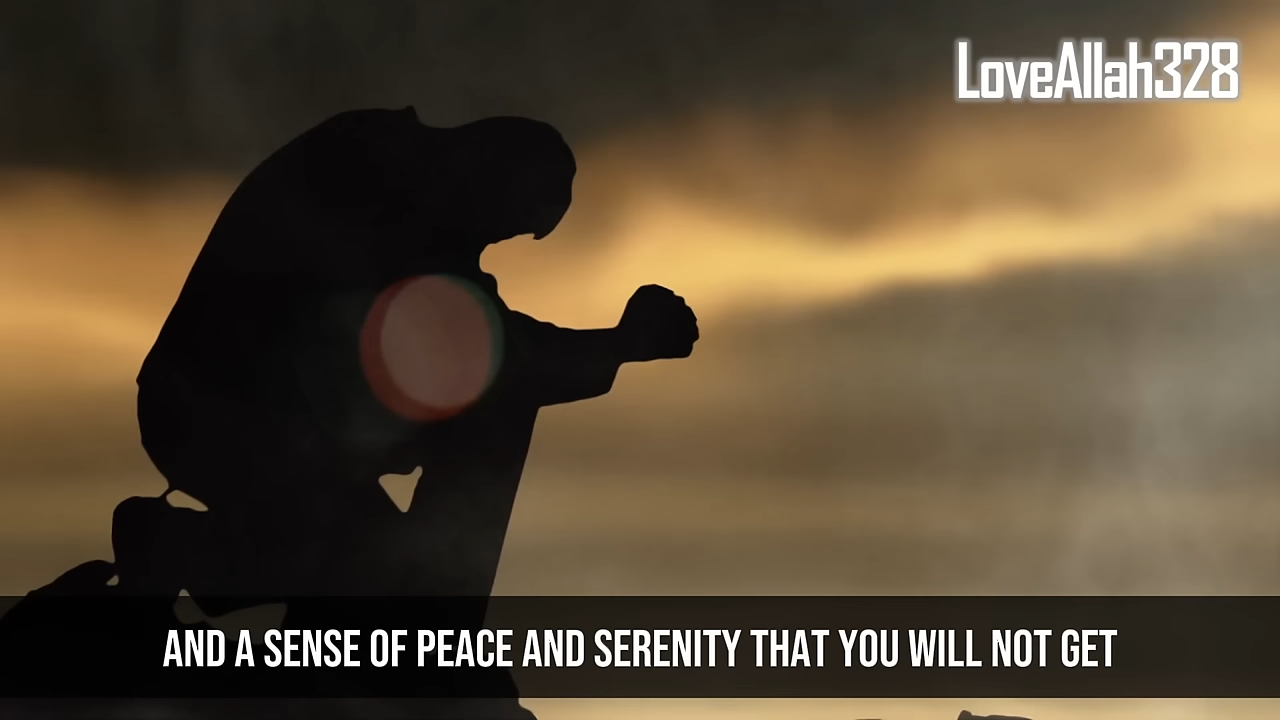 LoveAllah328
AND A SENSE OF PEACE AND SERENITY THAT YOU WILL NOT GET